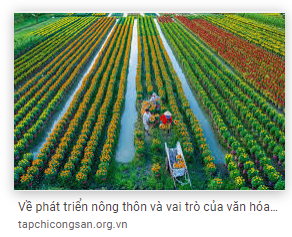 Về phát triển nông thôn và vai trò của văn hóa...
tapchicongsan.org.vn